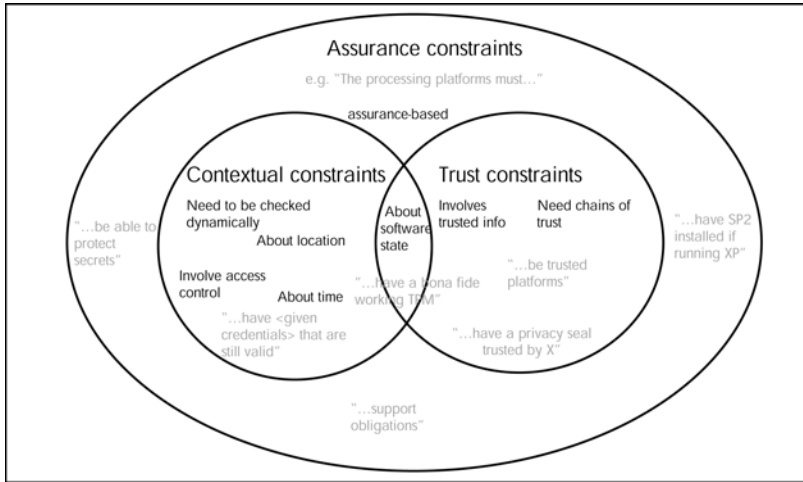 Assurance constraints
e.g. "The processing platforms must…"
assurance-based
Contextual constraints
Need to be checked
dynamically
About location
Involve access
control
About time
"…have <given
credentials> that are
still valid"
About
software
state
"…have a bona fide
working TPM"
Trust constraints
Involves
trusted info
Need chains of
trust
"…be trusted
platforms"
"…have a privacy seal
trusted by X"
"…be able to
protect
secrets"
"…have SP2
installed if
running XP"
"…support
obligations"